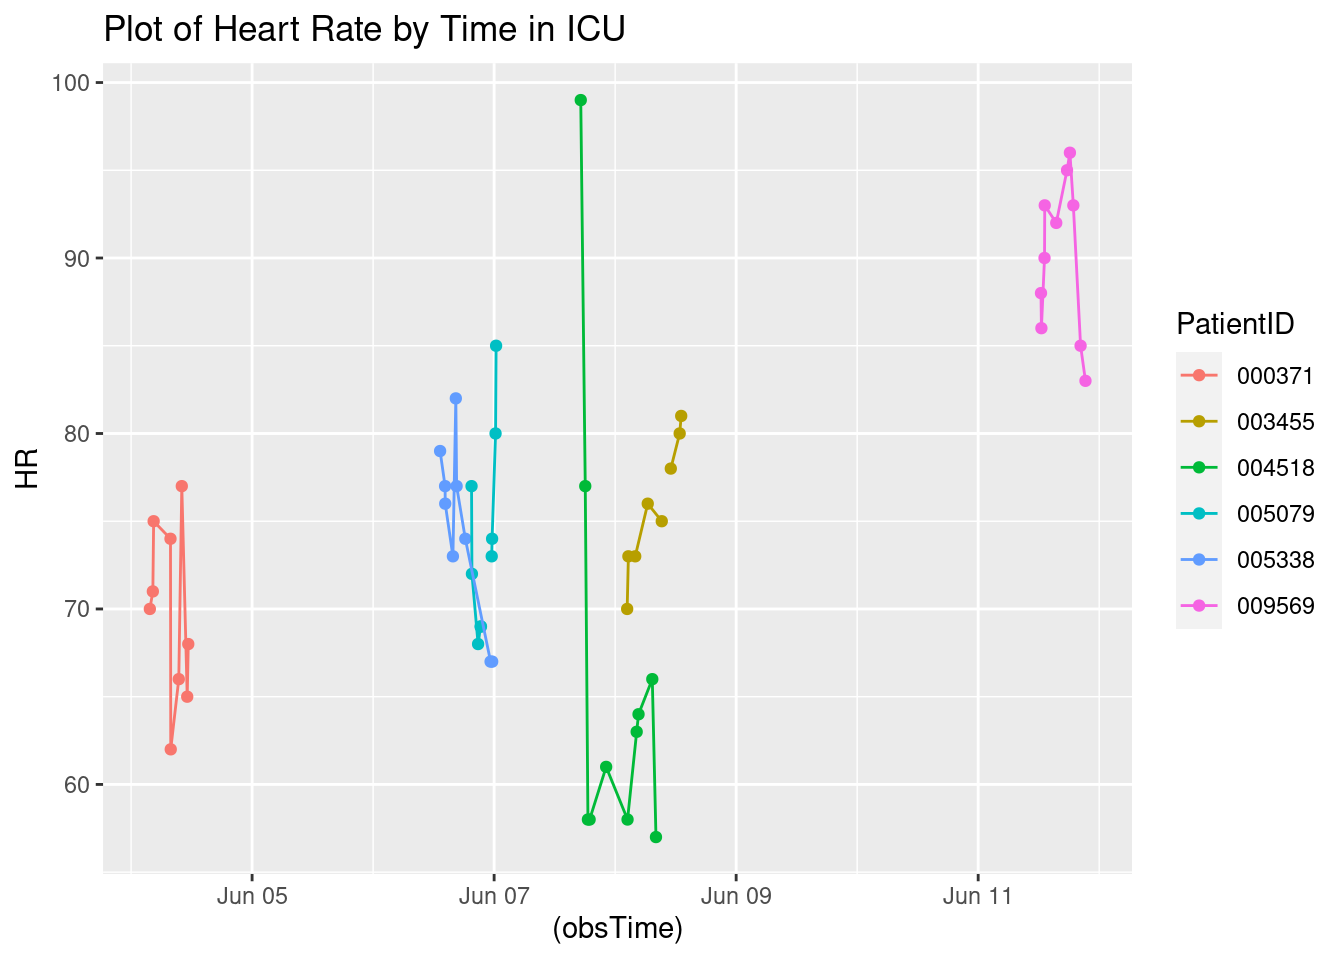 Plot of Heart Rate by Time in ICU
100
90
80
70
60
HR
Jun 05
Jun 07
Jun 09
Jun 11
(obsTime)
PatientID
000371
003455
004518
005079
005338
009569